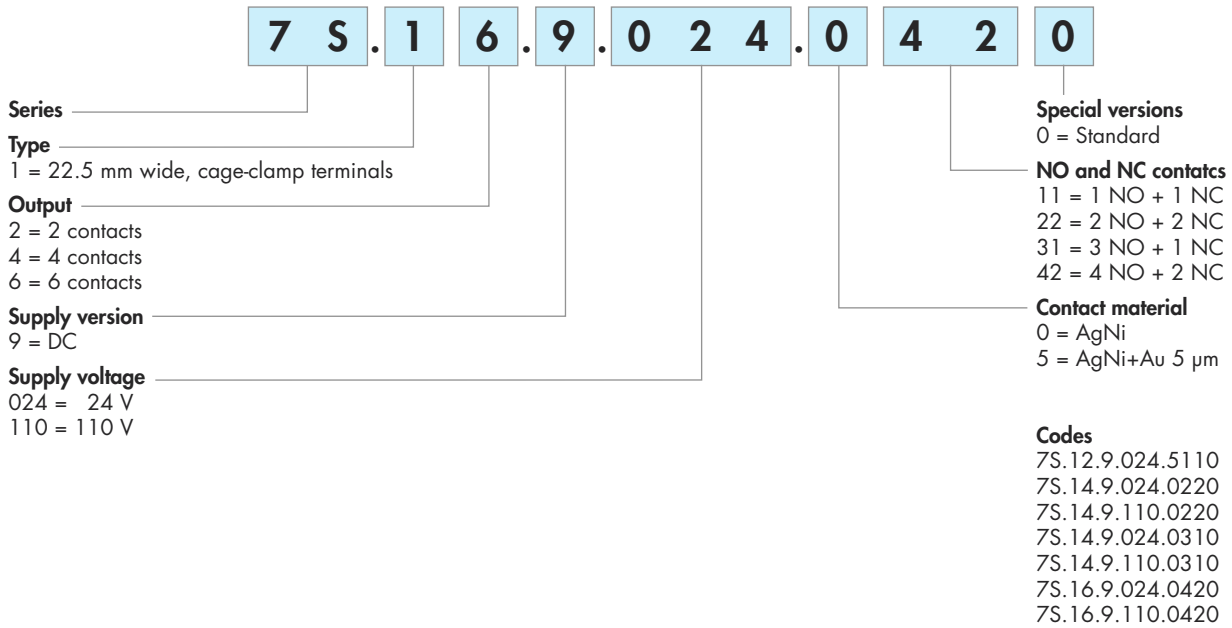 7 S . 1 6 . 9 . 0 2 4 . 0 4 2 0
Series
Type
1 = 22.5 mm wide, cage-clamp terminals
Output
2 = 2 contacts
4 = 4 contacts
6 = 6 contacts
Supply version
9 = DC
Supply voltage
024 = 24 V
110 = 110 V
Special versions
0 = Standard
NO and NC contatcs
11 = 1 NO + 1 NC
22 = 2 NO + 2 NC
31 = 3 NO + 1 NC
42 = 4 NO + 2 NC
Contact material
0 = AgNi
5 = AgNi+Au 5 µm
Codes
7S.12.9.024.5110
7S.14.9.024.0220
7S.14.9.110.0220
7S.14.9.024.0310
7S.14.9.110.0310
7S.16.9.024.0420
7S.16.9.110.0420